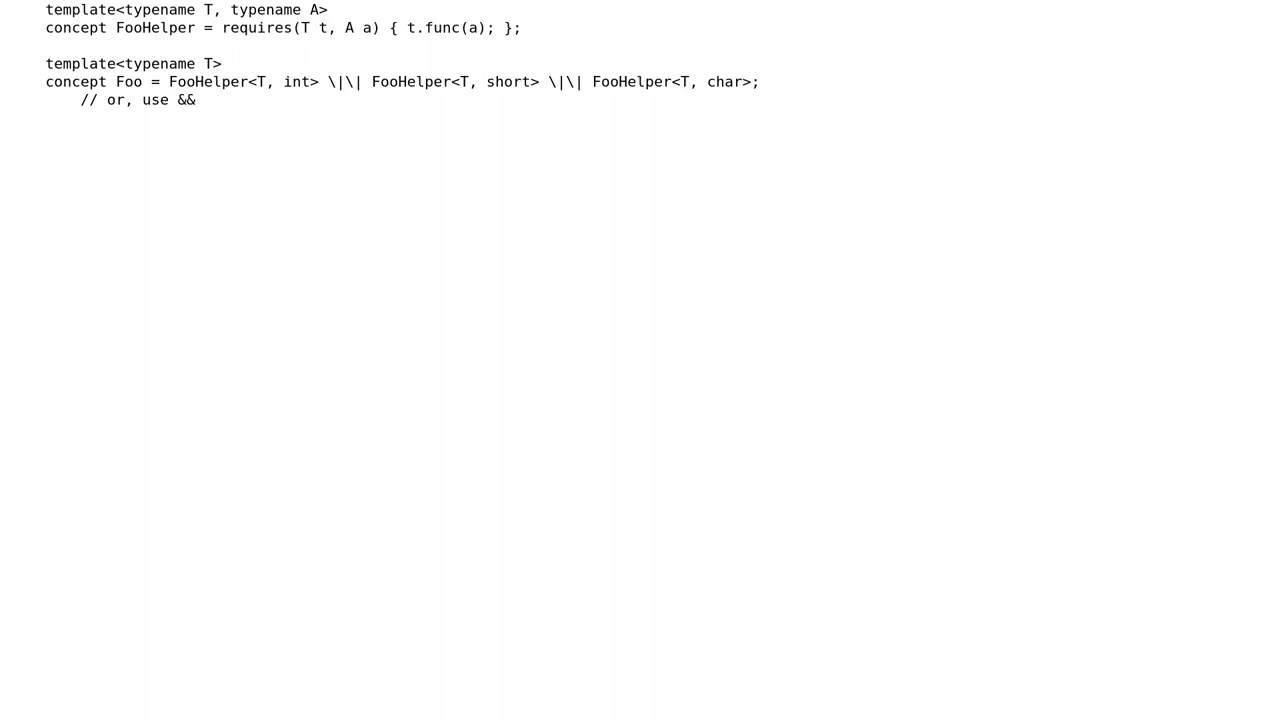 template<typename T, typename A>
concept FooHelper = requires(T t, A a) { t.func(a); };

template<typename T>
concept Foo = FooHelper<T, int> \|\| FooHelper<T, short> \|\| FooHelper<T, char>;
    // or, use &&